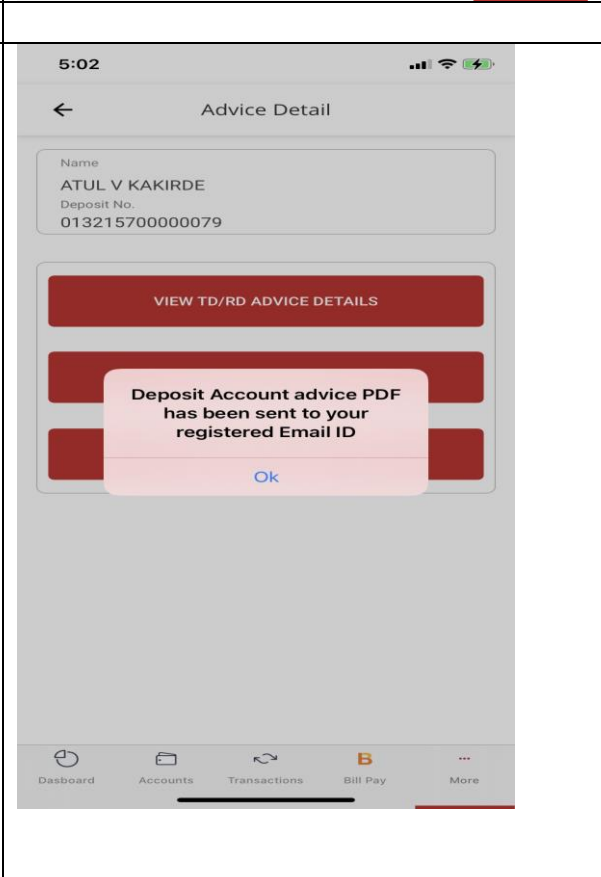 5:02
Advice Detail
Name
ATUL V KAKIRDE
Deposit No.
013215700000079
VIEW TD/RD ADVICE DETAILS
Deposit Account advice PDF
has been sent to your
registered Email ID
Ok
B
Dasboard Accounts Transactions Bill Pay More